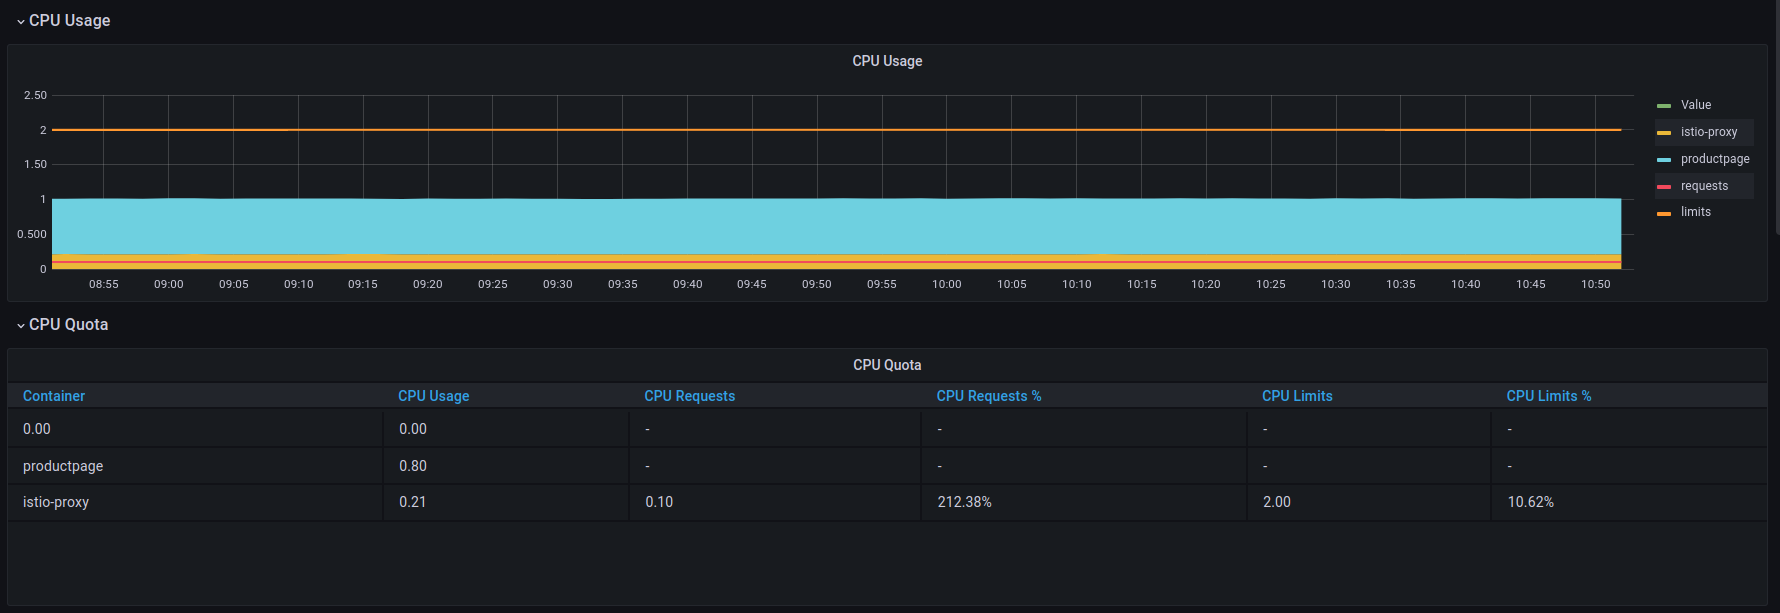 CPU Usage
CPU Usage
2.50
2
1.50
1
0.500
0
08:55 09:00 09:05 09:10 09:15 09:20 09:25 09:30 09:35 09:40 09:45 09:50 09:55 10:00 10:05 10:10 10:15 10:20 10:25 10:30 10:35 10:40 10:45 10:50
Value
istio-proxy
productpage
requests
limits
CPU Quota
CPU Quota
Container CPU Usage CPU Requests CPU Requests % CPU Limits CPU Limits %
0.00 0.00 - - - -
productpage 0.80 - - - -
istio-proxy 0.21 0.10 212.38% 2.00 10.62%